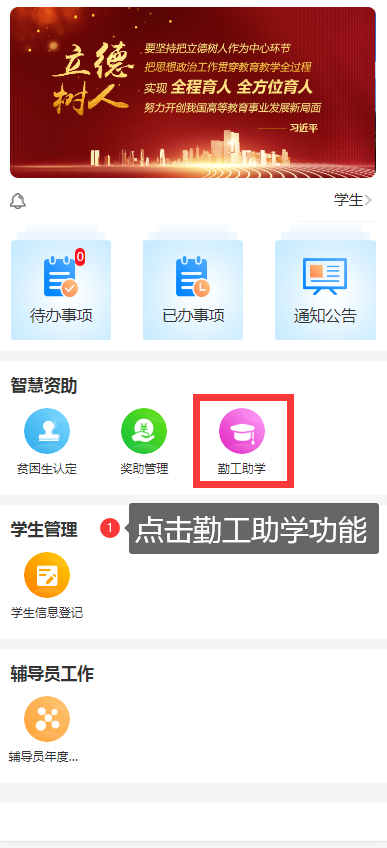 立德
树人
要坚持把立德树人作为中心环节
把思想政治工作贯穿教育教学全过程
实现 全程育人 全方位育人
努力开创我国高等教育事业发展新局面
——— 习近平
学生
0
待办事项
已办事项
通知公告
智慧资助
贫困生认定
奖助管理
勤工助学
学生管理
1
点击勤工助学功能
学生信息登记
辅导员工作
辅导员年度...